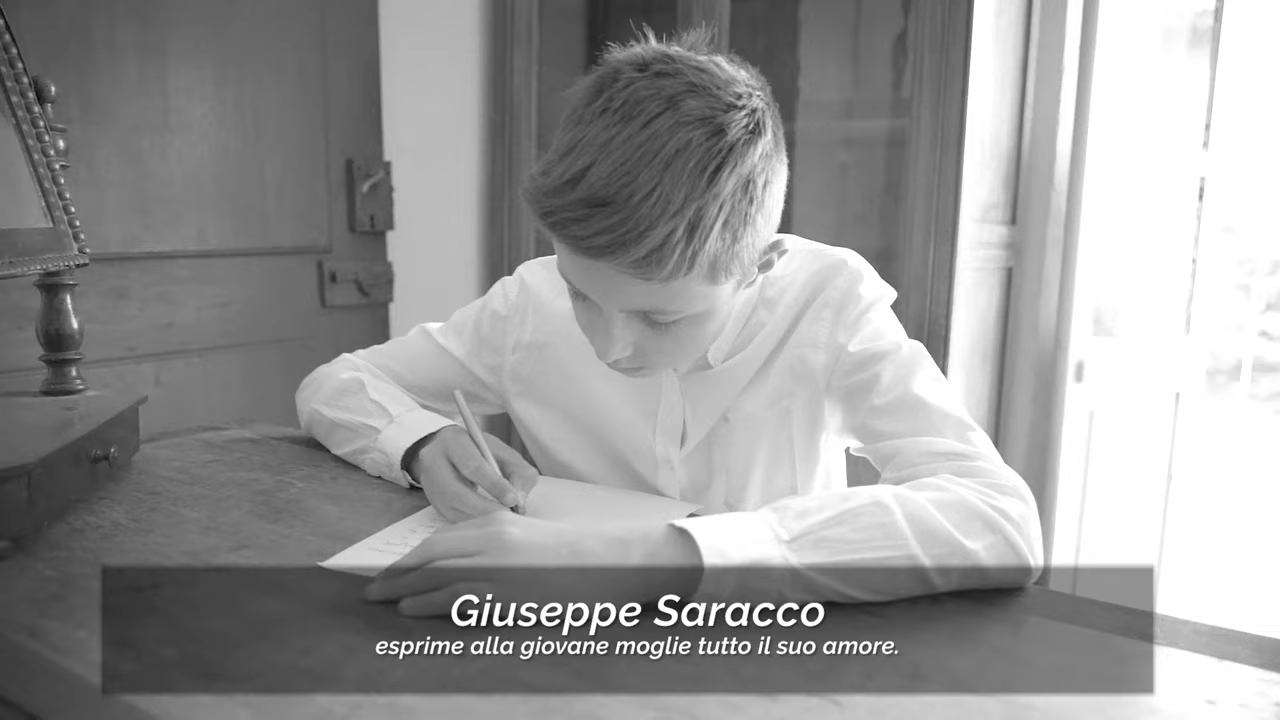 Giuseppe Saracco
esprime alla giovane moglie tutto il suo amore.